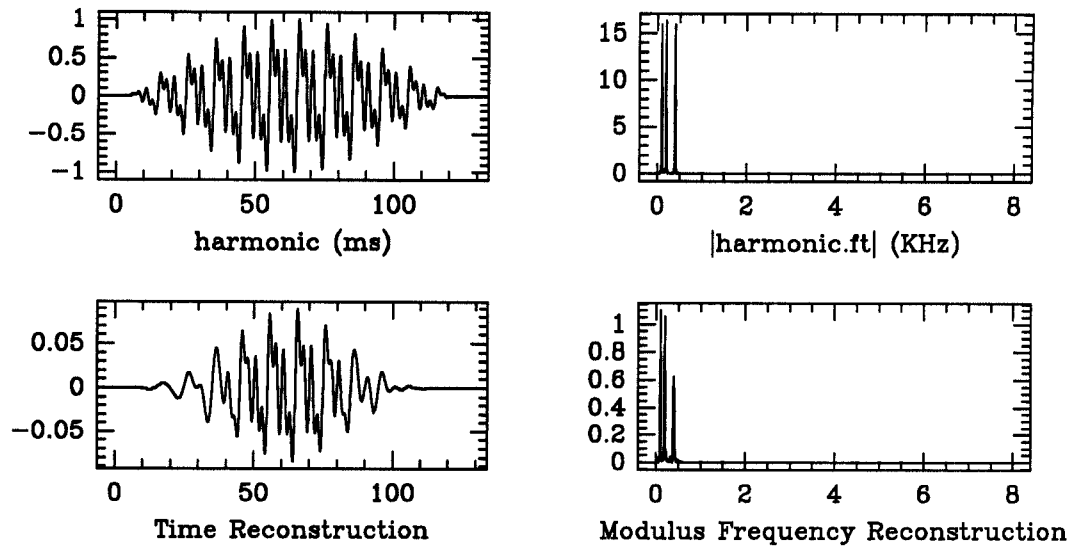 1
0.5
0
−0.5
−1
0 50 100
harmonic (ms)
15
10
5
0
0 2 4 6 8
|harmonic.ft| (KHz)
0.05
0
−0.05
0 50 100
Time Reconstruction
1
0.8
0.6
0.4
0.2
0
0 2 4 6 8
Modulus Frequency Reconstruction